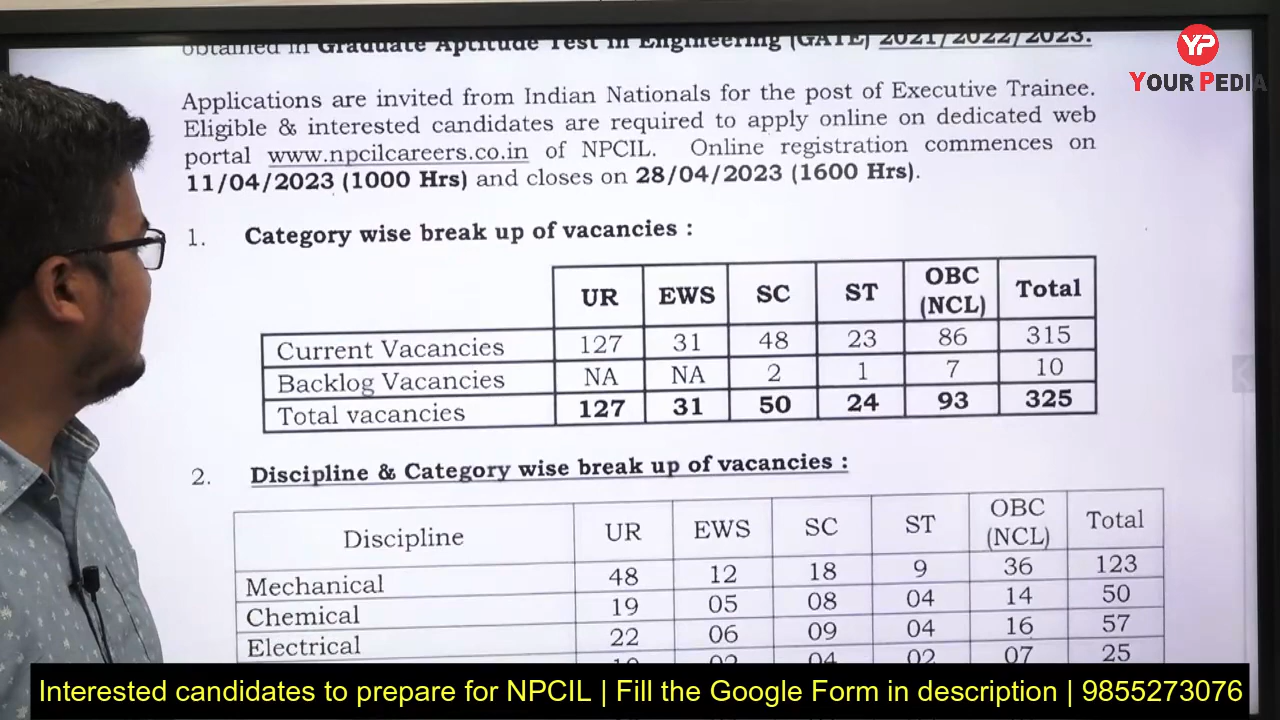 obtained in Graduate Aptitude Test in Engineering (GATE) 2021/2022/2023.
YP
YOUR PEDIA
Applications are invited from Indian Nationals for the post of Executive Trainee.
Eligible & interested candidates are required to apply online on dedicated web
portal www.npcilcareers.co.in of NPCIL. Online registration commences on
11/04/2023 (1000 Hrs) and closes on 28/04/2023 (1600 Hrs).
1. Category wise break up of vacancies :
UR EWS SC ST OBC (NCL) Total
Current Vacancies 127 31 48 23 86 315
Backlog Vacancies NA NA 2 1 7 10
Total vacancies 127 31 50 24 93 325
2. Discipline & Category wise break up of vacancies :
Discipline UR EWS SC ST OBC (NCL) Total
Mechanical 48 12 18 9 36 123
Chemical 19 05 08 04 14 50
Electrical 22 06 09 04 16 57
04 02 07 25
Interested candidates to prepare for NPCIL | Fill the Google Form in description | 9855273076